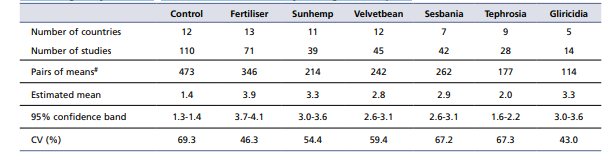 Control Fertiliser Sunhemp Velvetbean Sesbania Tephrosia Gliricidia
Number of countries 12 13 11 12 7 9 5
Number of studies 110 71 39 45 42 28 14
Pairs of means# 473 346 214 242 262 177 114
Estimated mean 1.4 3.9 3.3 2.8 2.9 2.0 3.3
95% confidence band 1.3-1.4 3.7-4.1 3.0-3.6 2.6-3.1 2.6-3.1 1.6-2.2 3.0-3.6
CV (%) 69.3 46.3 54.4 59.4 67.2 67.3 43.0